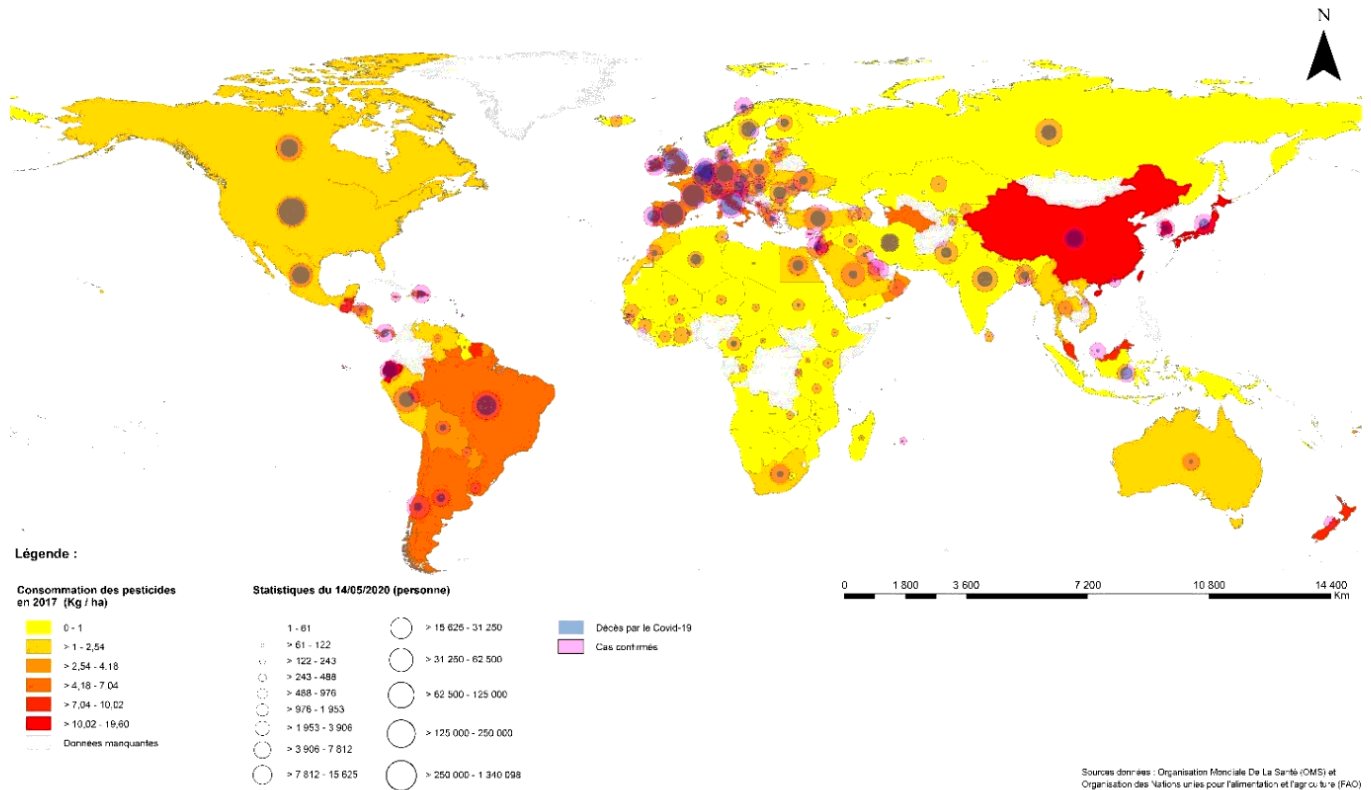 N
Légende :
Consommation des pesticides
en 2017 (Kg / ha)
0 - 1
> 1 - 2,54
> 2,54 - 4,18
> 4,18 - 7,04
> 7,04 - 10,02
> 10,02 - 19,60
Données manquantes
Statistiques du 14/05/2020 (personne)
1 - 61
> 61 - 122
> 122 - 243
> 243 - 488
> 488 - 976
> 976 - 1 953
> 1 953 - 3 906
> 3 906 - 7 812
> 7 812 - 15 625
> 15 625 - 31 250
> 31 250 - 62 500
> 62 500 - 125 000
> 125 000 - 250 000
> 250 000 - 1 340 098
Décès par le Covid-19
Cas confirmés
0 1 800 3 600 7 200 10 800 14 400
Km
Sources données : Organisation Mondiale De La Santé (OMS) et
Organisation des Nations unies pour l'alimentation et l'agriculture (FAO)